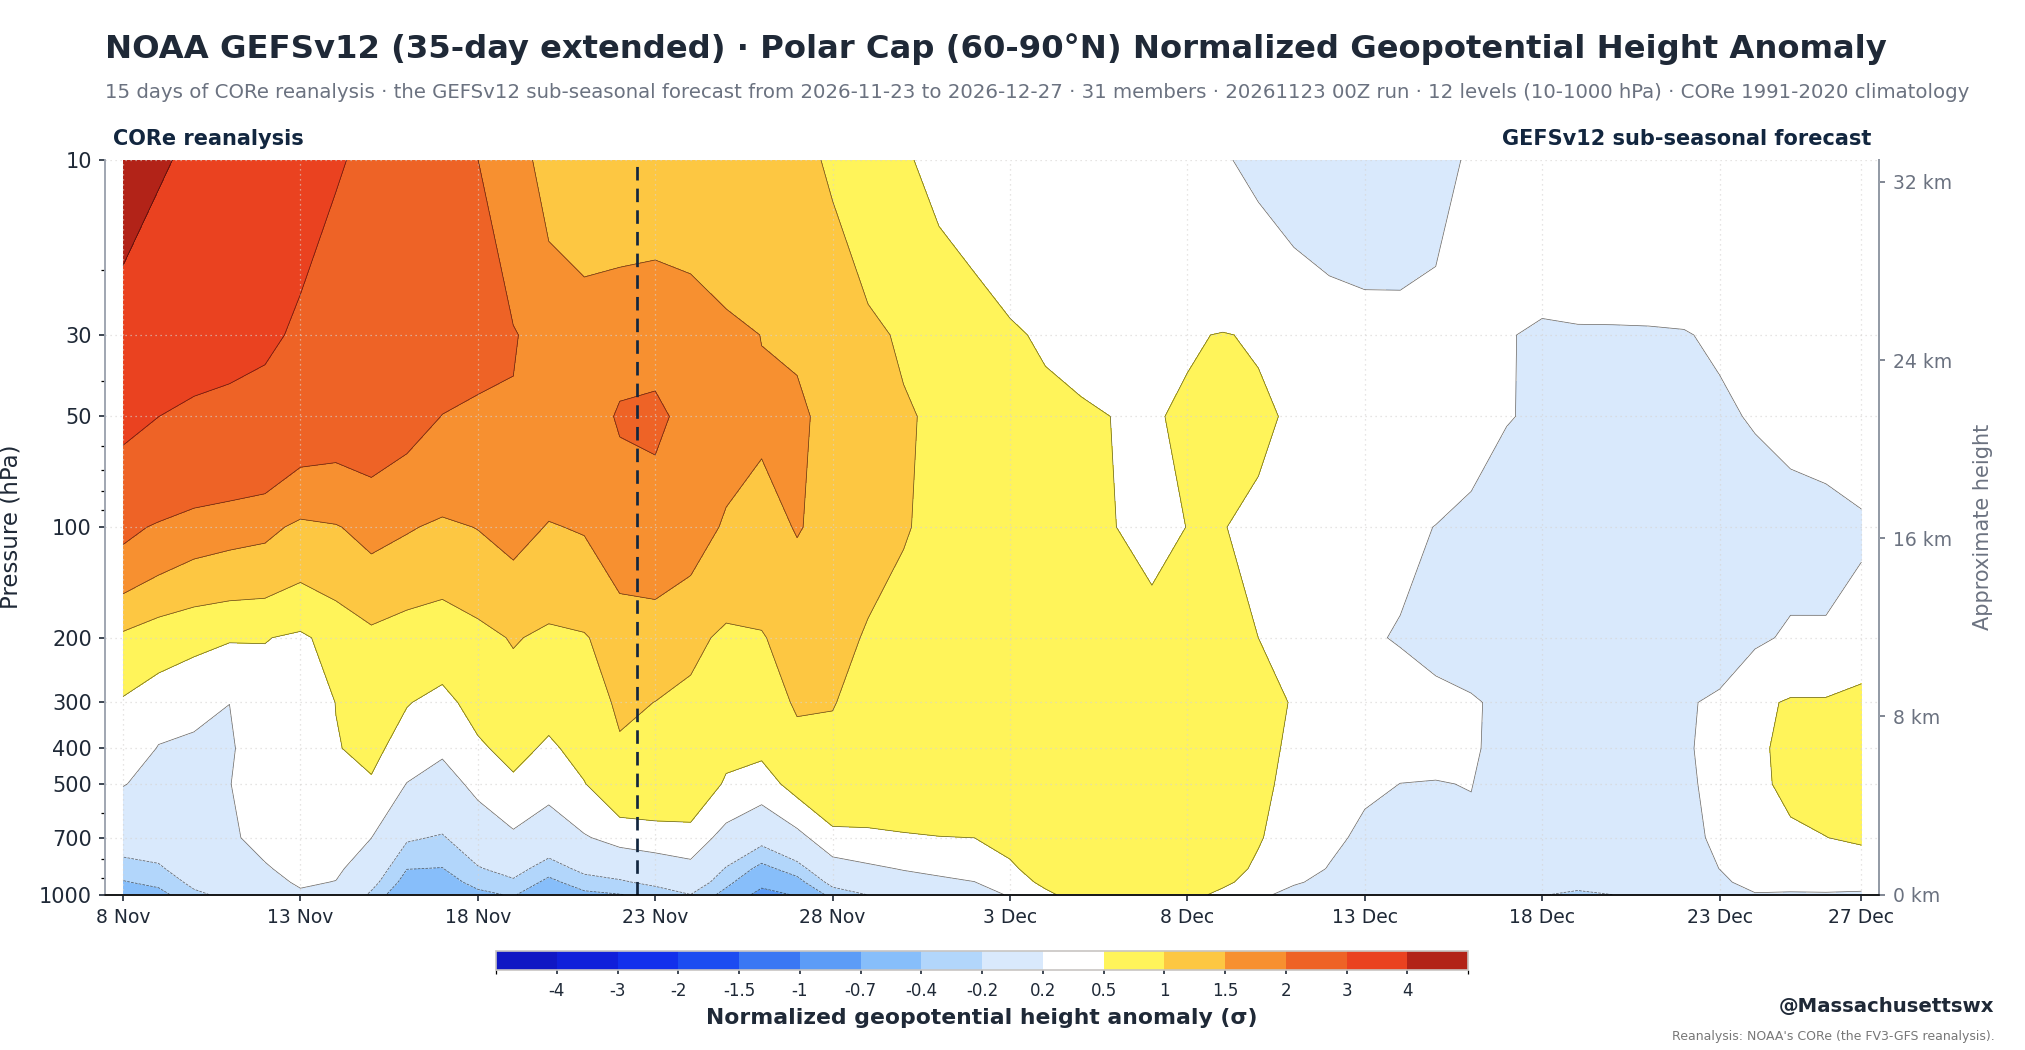 NOAA GEFSv12 (35-day extended) · Polar Cap (60-90°N) Normalized Geopotential Height Anomaly
15 days of CORe reanalysis · the GEFSv12 sub-seasonal forecast from 2026-11-23 to 2026-12-27 · 31 members · 20261123 00Z run · 12 levels (10-1000 hPa) · CORe 1991-2020 climatology
CORe reanalysis
GEFSv12 sub-seasonal forecast
Pressure (hPa)
10
30
50
100
200
300
400
500
700
1000
32 km
24 km
16 km
8 km
0 km
Approximate height
8 Nov 13 Nov 18 Nov 23 Nov 28 Nov 3 Dec 8 Dec 13 Dec 18 Dec 23 Dec 27 Dec
-4 -3 -2 -1.5 -1 -0.7 -0.4 -0.2 0.2 0.5 1 1.5 2 3 4
Normalized geopotential height anomaly (σ)
@Massachusettswx
Reanalysis: NOAA's CORe (the FV3-GFS reanalysis).